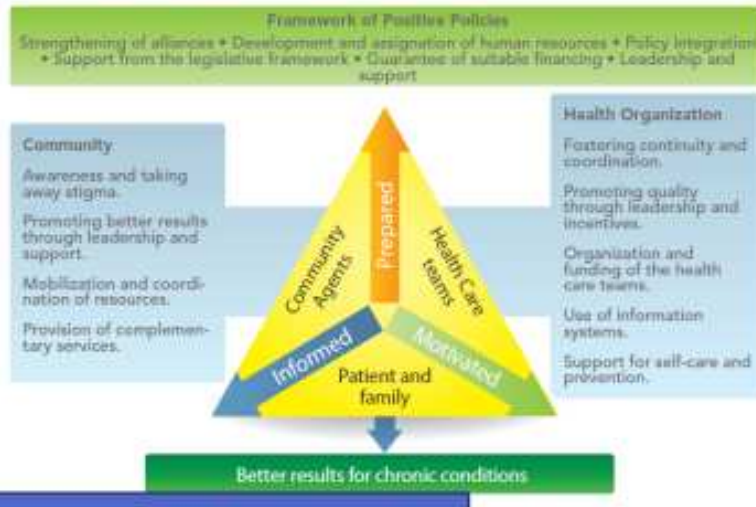 Framework of Positive Policies
Strengthening of alliances • Development and assignation of human resources • Policy integration
• Support from the legislative framework • Guarantee of suitable financing • Leadership and
support
Community
Awareness and taking
away stigma.
Promoting better results
through leadership and
support.
Mobilization and coordi-
nation of resources.
Provision of complemen-
tary services.
Prepared
Community
Agents
Health Care
teams
Informed
Motivated
Patient and
family
Health Organization
Fostering continuity and
coordination.
Promoting quality
through leadership and
incentives.
Organization and
funding of the health
care teams.
Use of information
systems.
Support for self-care and
prevention.
Better results for chronic conditions